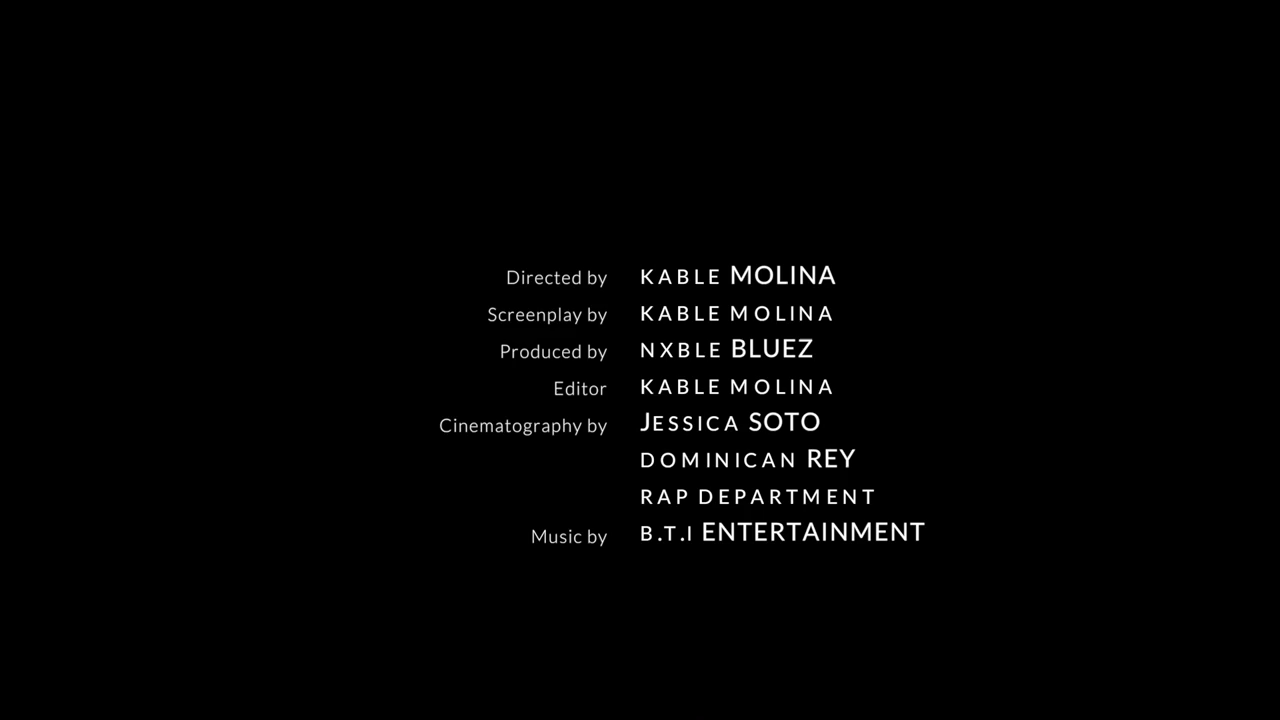 Directed by KABLE MOLINA
Screenplay by KABLE MOLINA
Produced by NXBLE BLUEZ
Editor KABLE MOLINA
Cinematography by JESSICA SOTO
DOMINICAN REY
RAP DEPARTMENT
Music by B.T.I ENTERTAINMENT